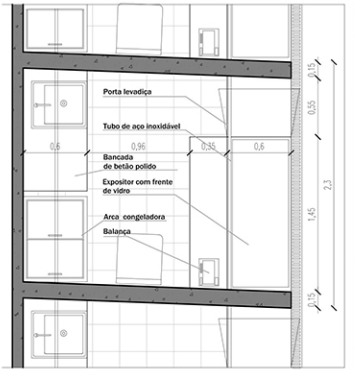 0,15
Porta levadiça
0,55
Tubo de aço inoxidável
0,6 0,96 0,35 0,6
Bancada
de betão polido
2,3
Expositor com frente
de vidro
1,45
Arca congeladora
Balança
0,15